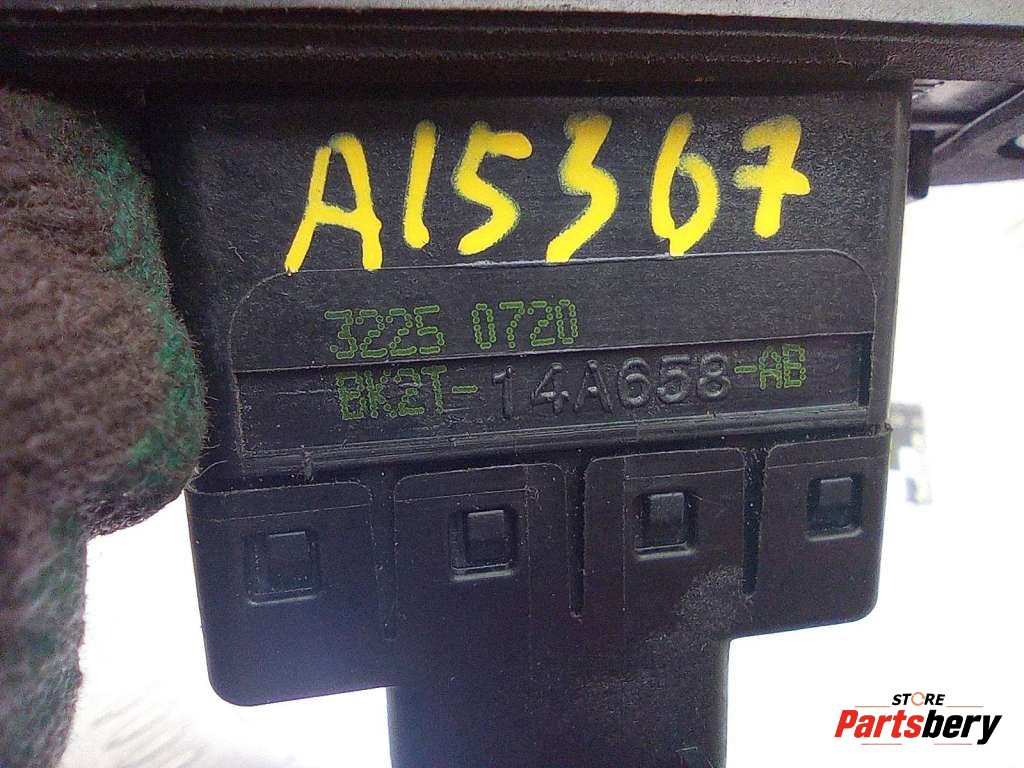 A15367
3225 0720
BK2T-14A658-AB
STORE
Partsbery